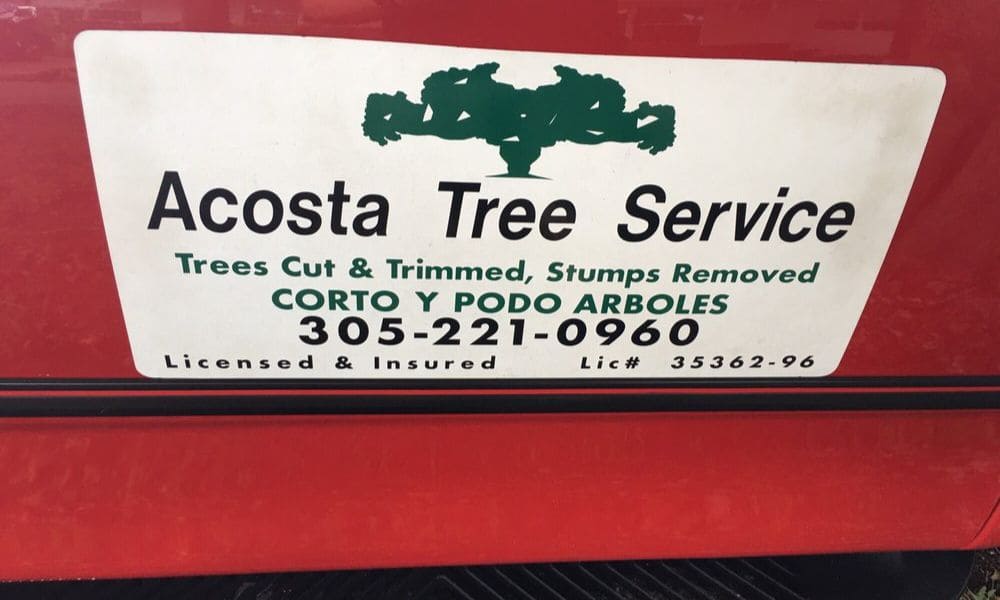 Acosta Tree Service
Trees Cut & Trimmed, Stumps Removed
CORTO Y PODO ARBOLES
305-221-0960
Licensed & Insured Lic# 35362-96